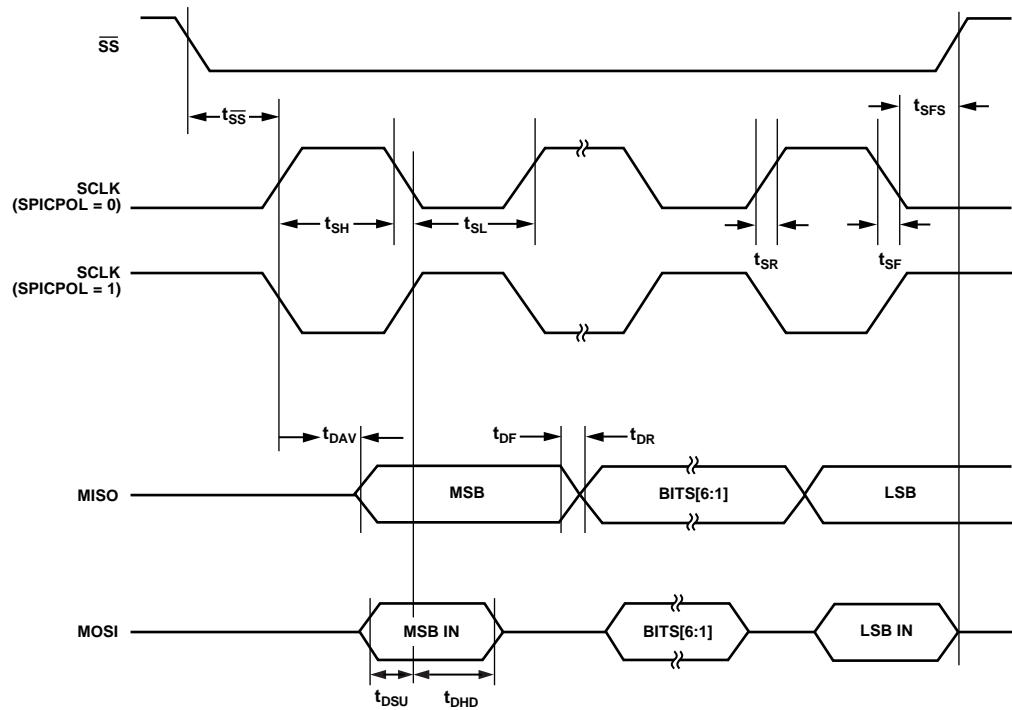 SS
tSS
tSFS
SCLK
(SPICPOL = 0)
tSH
tSL
tSR
tSF
SCLK
(SPICPOL = 1)
tDAV
tDF
tDR
MISO
MSB
BITS[6:1]
LSB
MOSI
MSB IN
BITS[6:1]
LSB IN
tDSU
tDHD